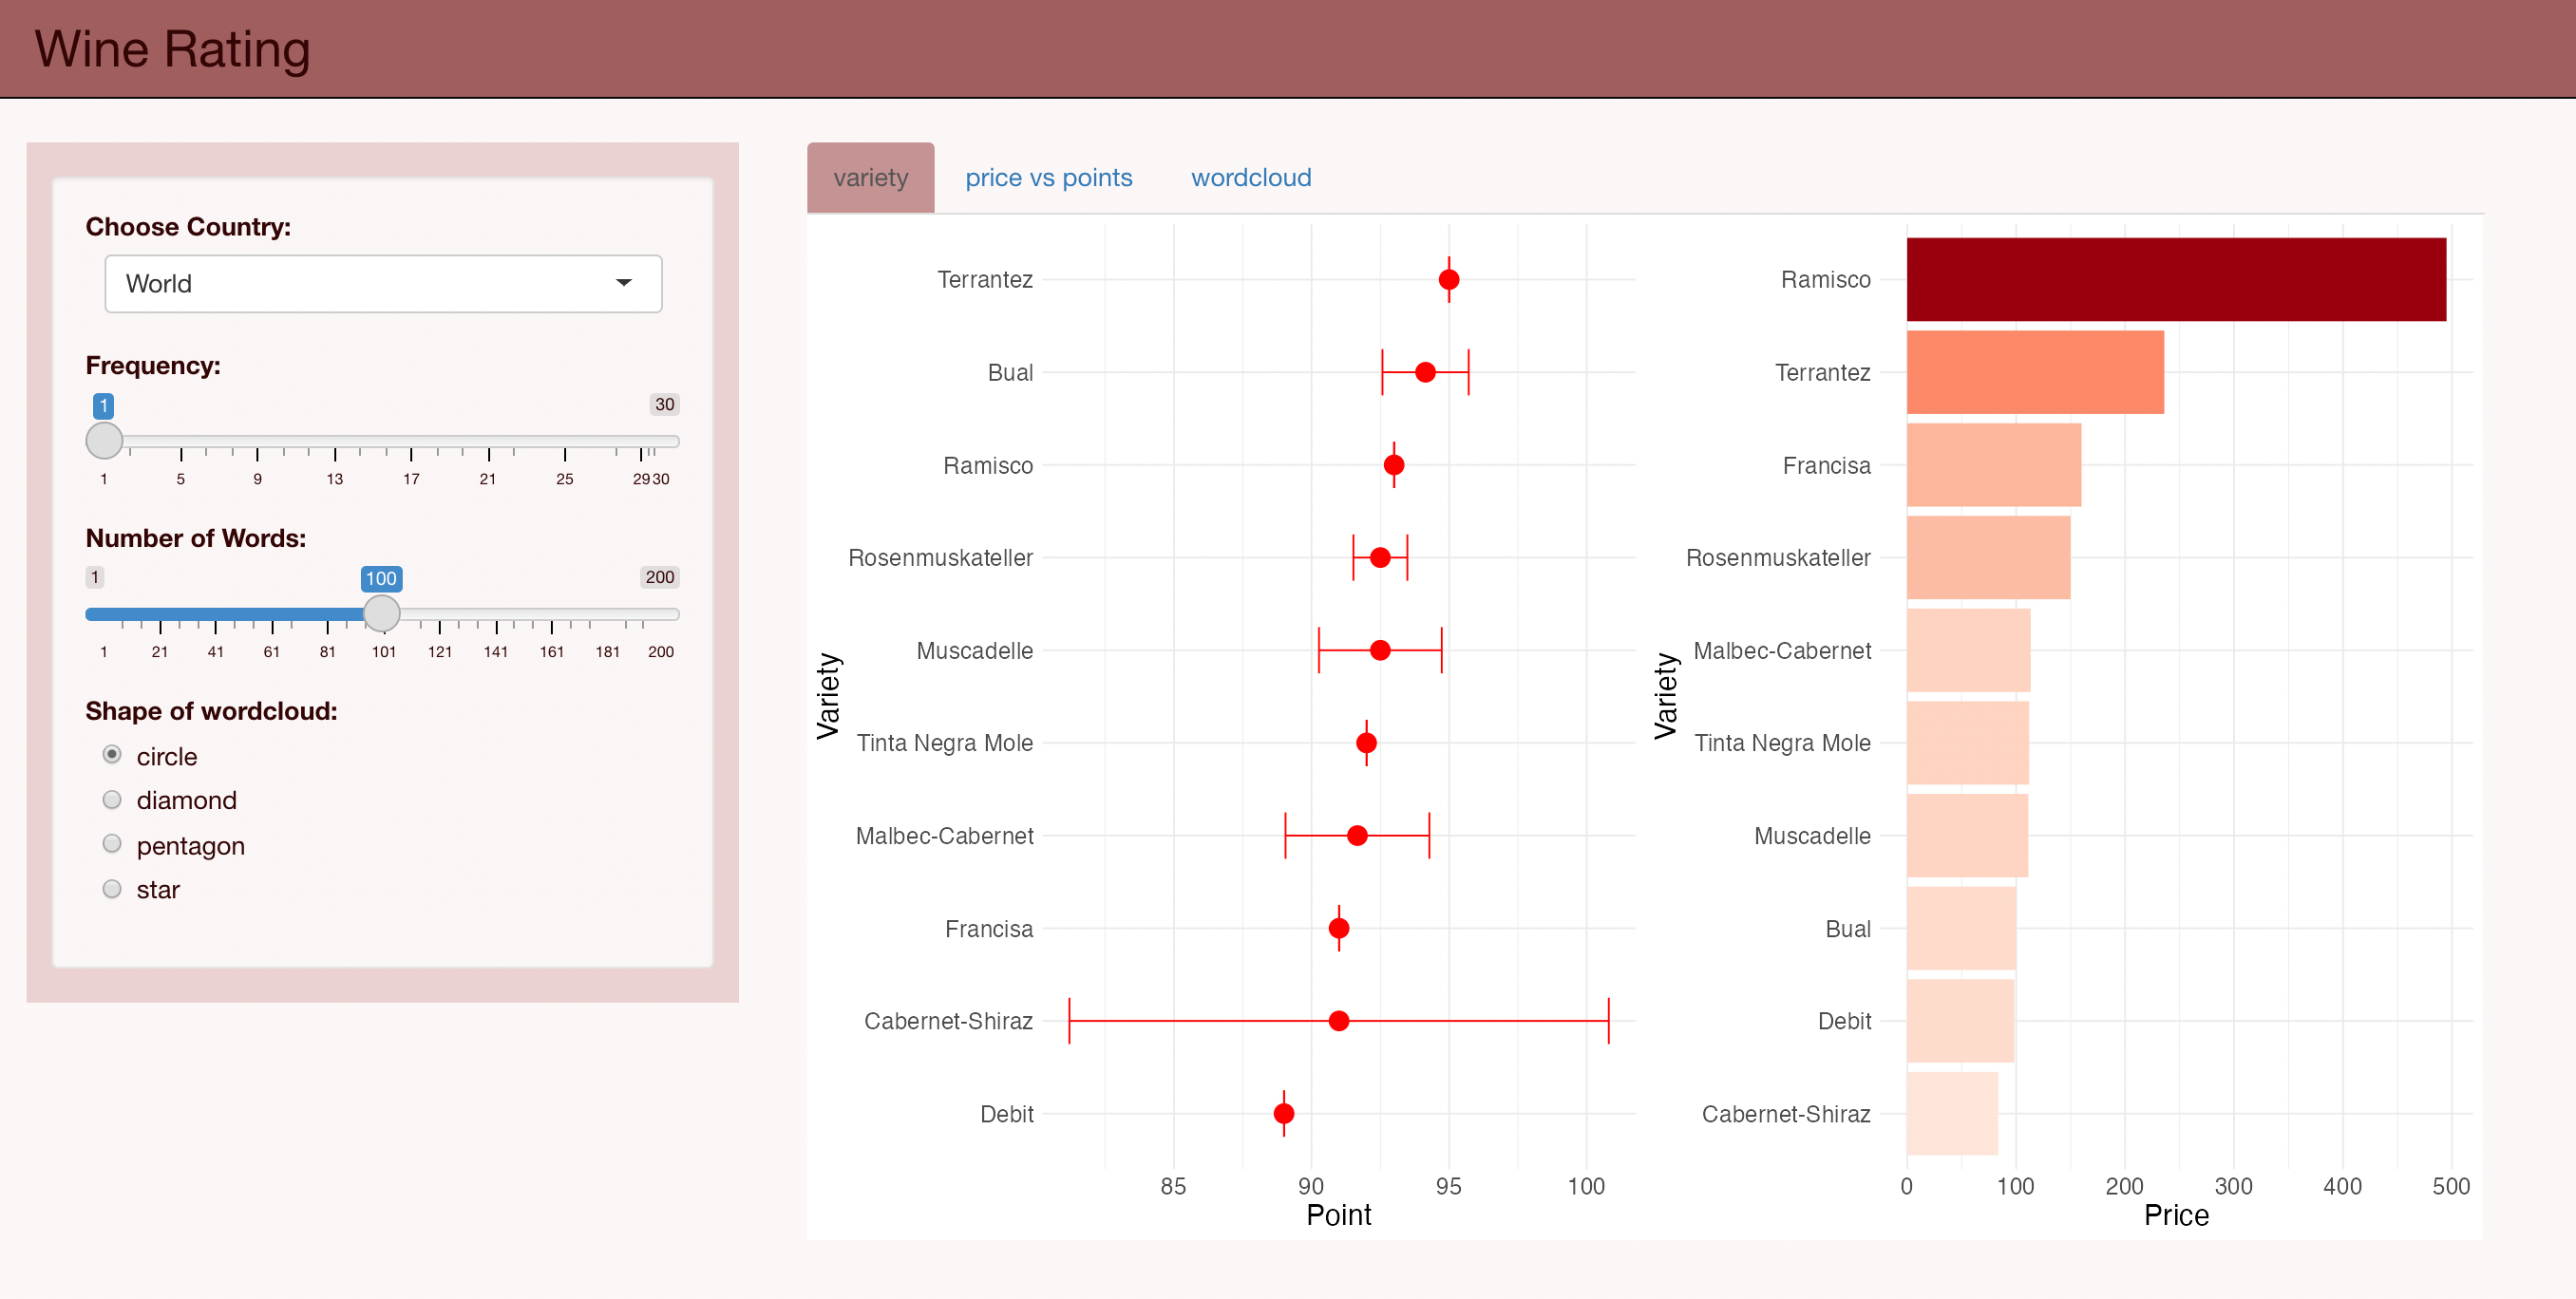 Wine Rating
Choose Country:
World
Frequency:
1
30
1 5 9 13 17 21 25 29 30
Number of Words:
1
100
200
1 21 41 61 81 101 121 141 161 181 200
Shape of wordcloud:
circle
diamond
pentagon
star
variety
price vs points
wordcloud
Variety
Terrantez
Bual
Ramisco
Rosenmuskateller
Muscadelle
Tinta Negra Mole
Malbec-Cabernet
Francisa
Cabernet-Shiraz
Debit
85 90 95 100
Point
Variety
Ramisco
Terrantez
Francisa
Rosenmuskateller
Malbec-Cabernet
Tinta Negra Mole
Muscadelle
Bual
Debit
Cabernet-Shiraz
0 100 200 300 400 500
Price